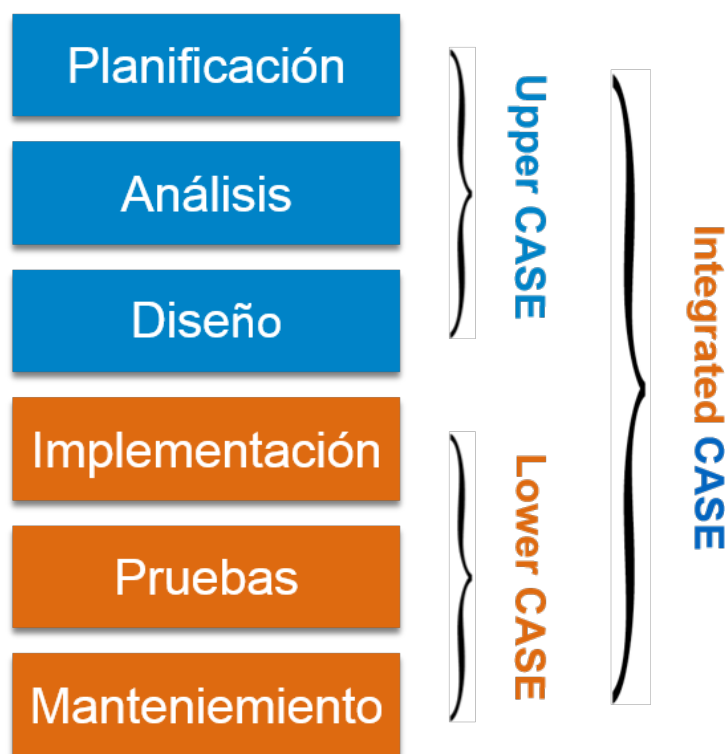 Planificación
Análisis
Diseño
Implementación
Pruebas
Manteniemiento
Upper CASE
Lower CASE
Integrated CASE